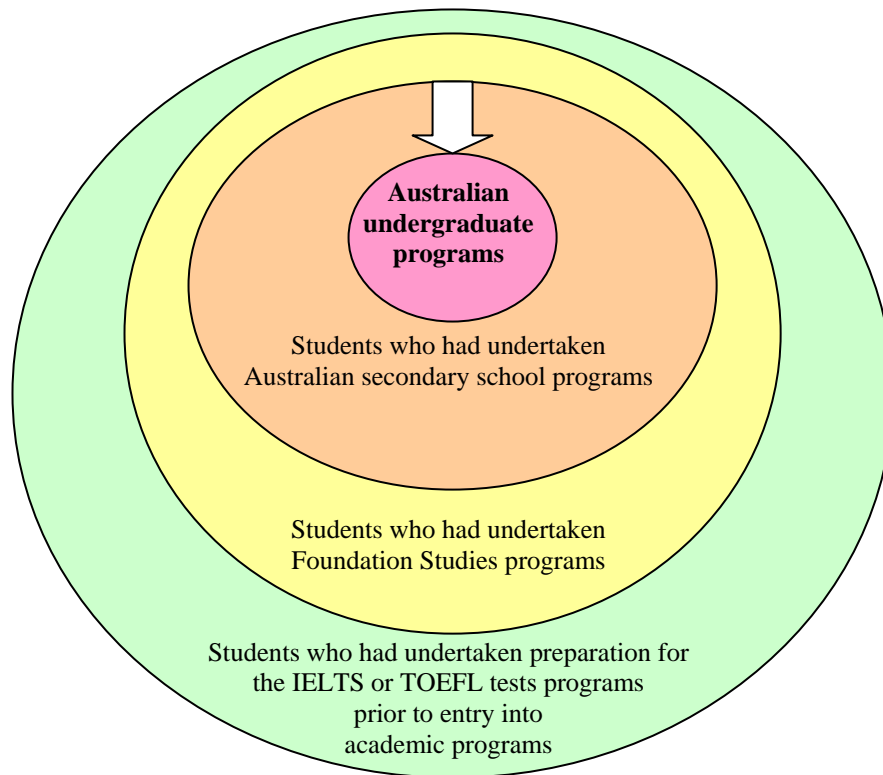 Australian
undergraduate
programs
Students who had undertaken
Australian secondary school programs
Students who had undertaken
Foundation Studies programs
Students who had undertaken preparation for
the IELTS or TOEFL tests programs
prior to entry into
academic programs